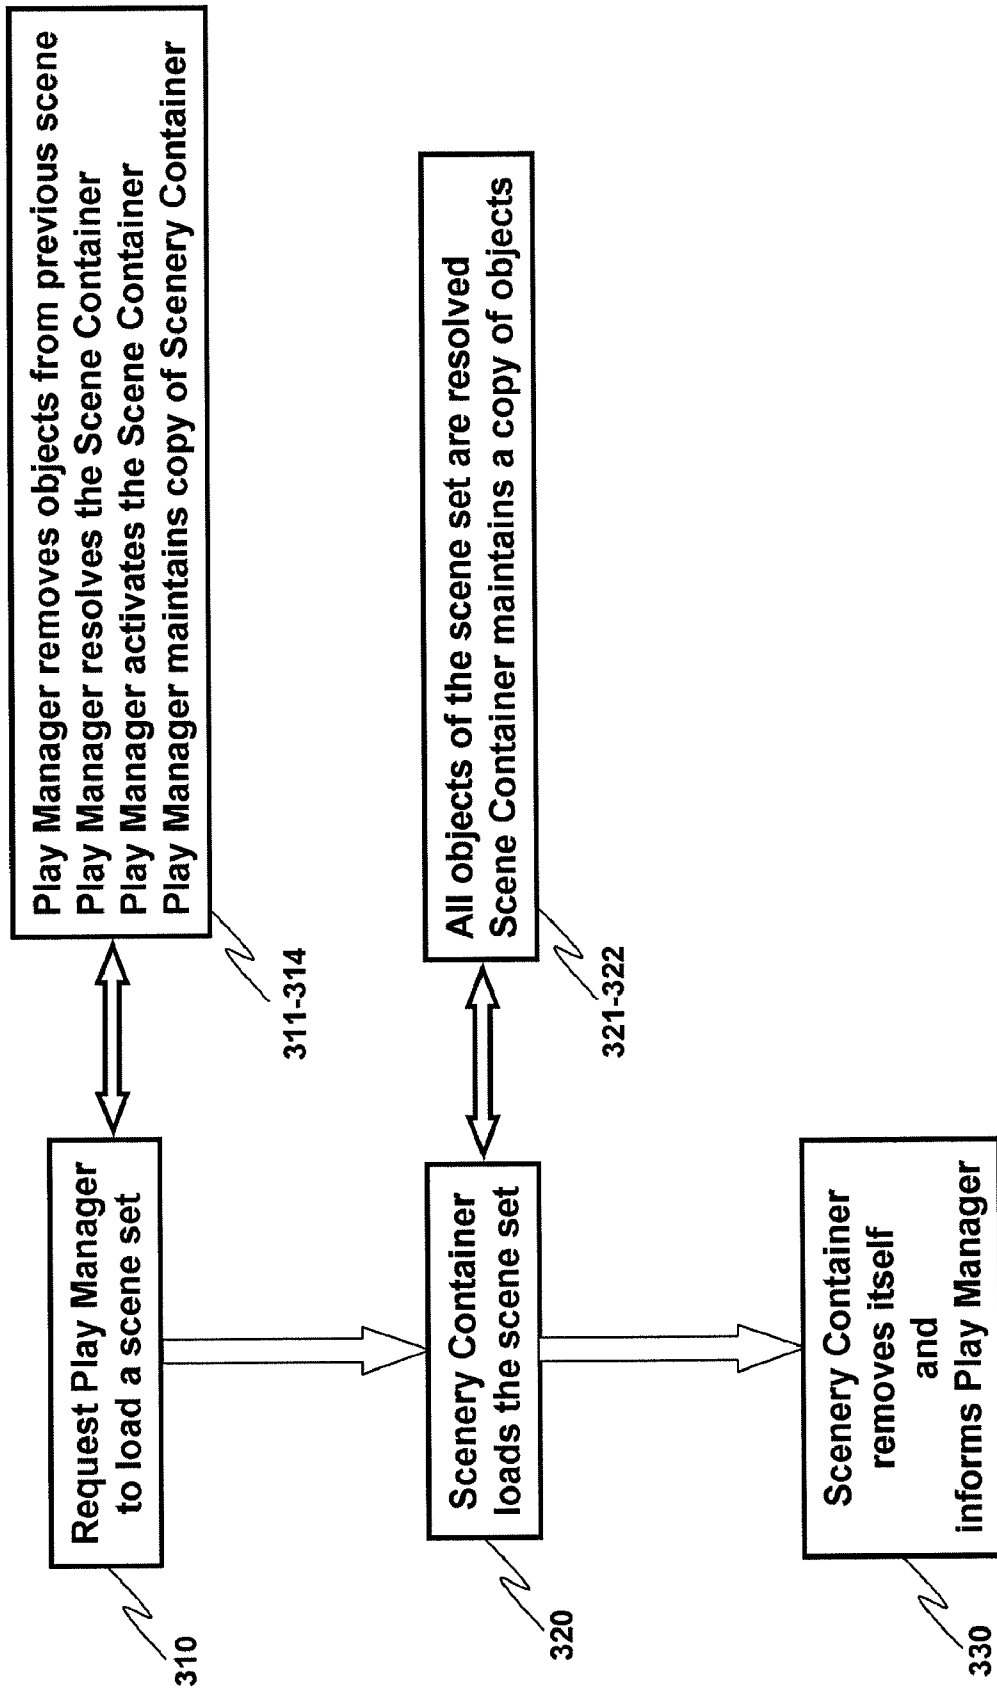 Request Play Manager
to load a scene set
310
Play Manager removes objects from previous scene
Play Manager resolves the Scene Container
Play Manager activates the Scene Container
Play Manager maintains copy of Scenery Container
311-314
Scenery Container
loads the scene set
320
All objects of the scene set are resolved
Scene Container maintains a copy of objects
321-322
Scenery Container
removes itself
and
informs Play Manager
330